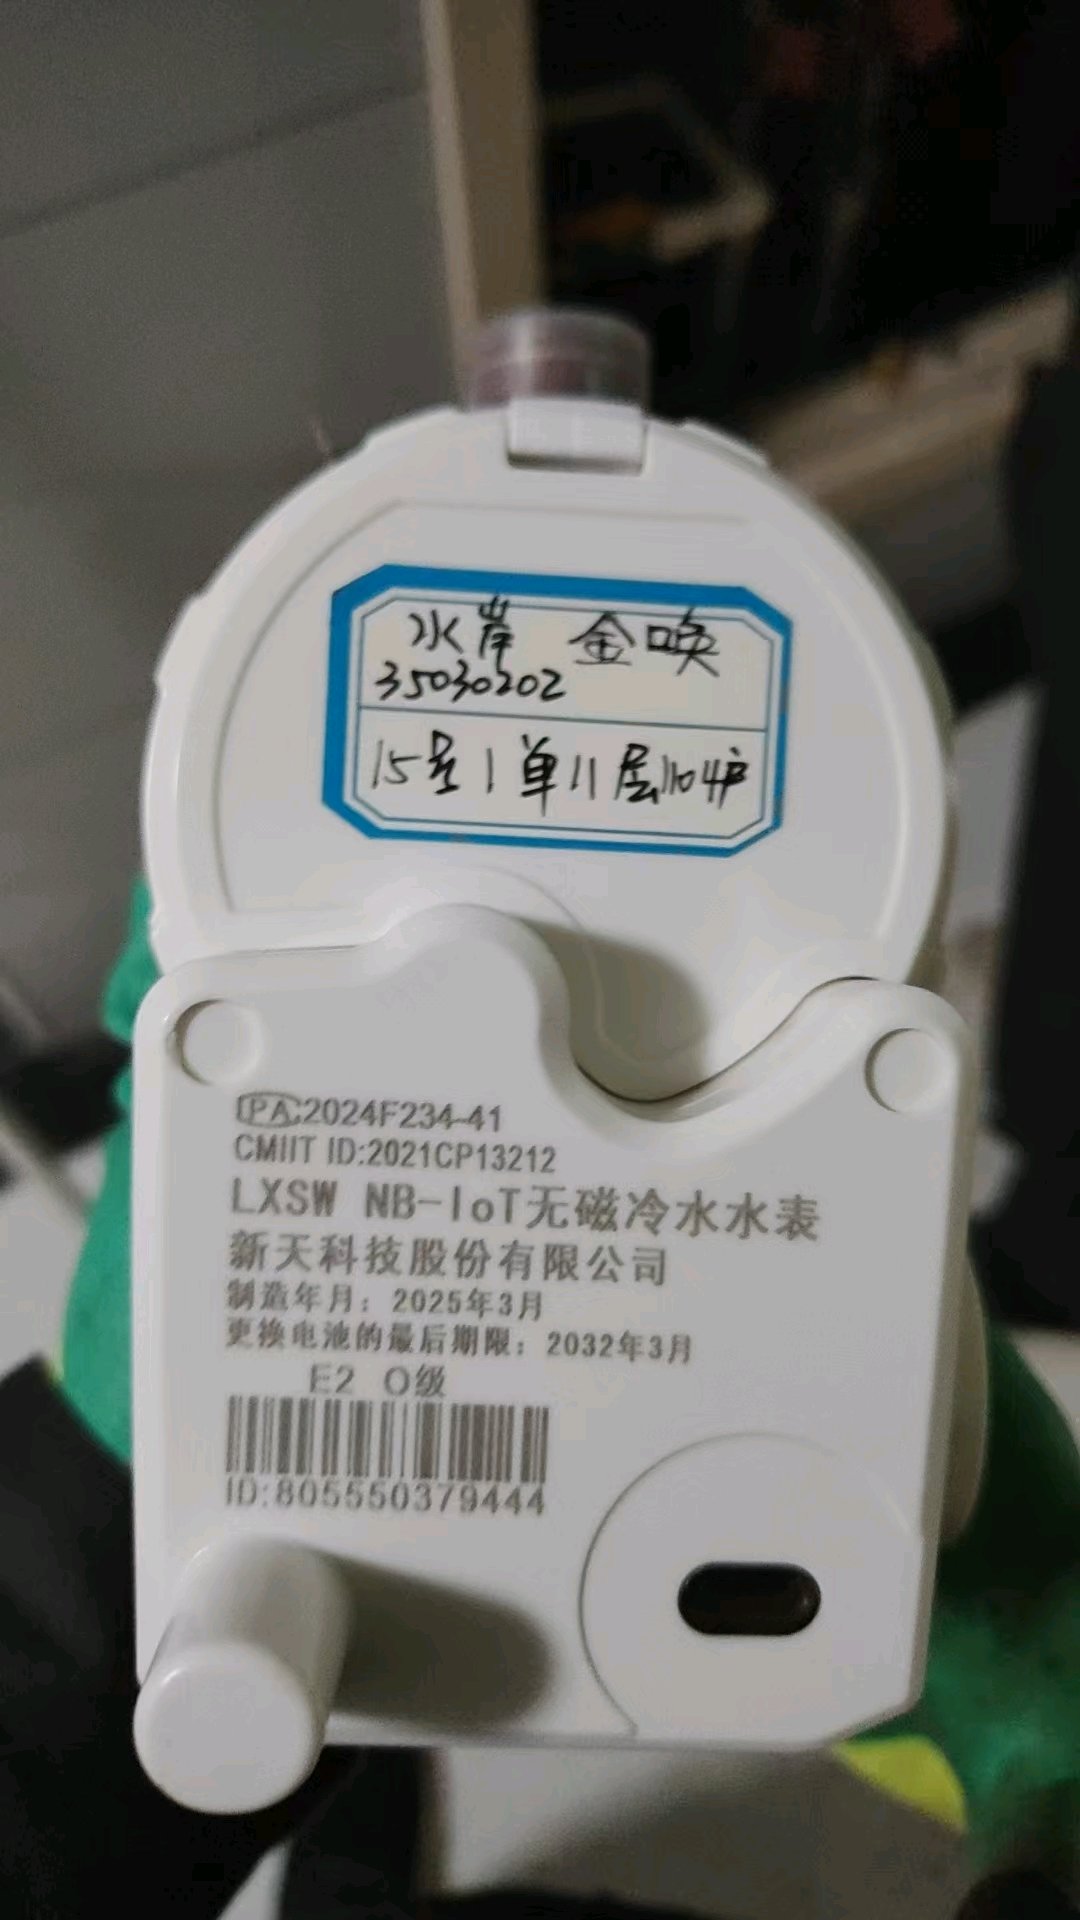 水岸 金唤
35030202
15号1单11层1104户
PA:2024F234-41
CMIIT ID:2021CP13212
LXSW NB-IoT无磁冷水水表
新天科技股份有限公司
制造年月：2025年3月
更换电池的最后期限：2032年3月
E2 O级
ID:805550379444